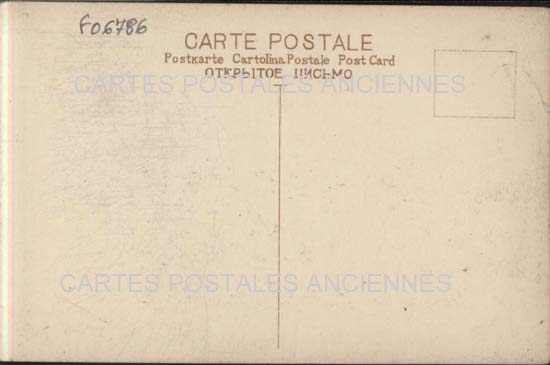 F06786
CARTE POSTALE
Postkarte Cartolina Postale Post Card
ОТКРЫТОЕ ПИСЬМО
CARTES POSTALES ANCIENNES
CARTES POSTALES ANCIENNES